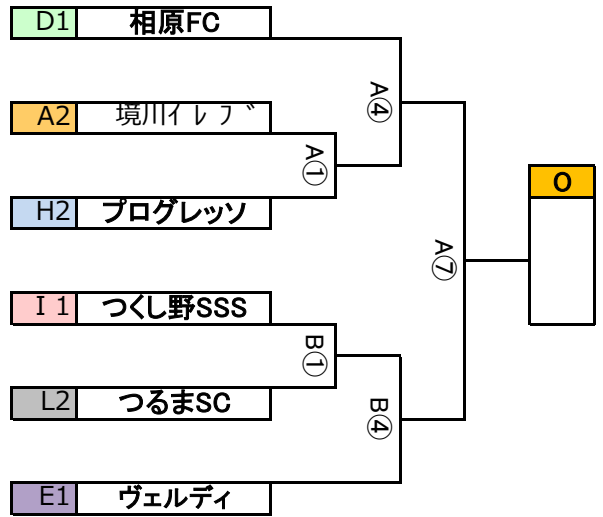 D1 相原FC
A④
A2 境川ｲﾚﾌﾞ
A①
O
H2 プログレッソ
A⑦
I1 つくし野SSS
B①
L2 つるまSC
B④
E1 ヴェルディ